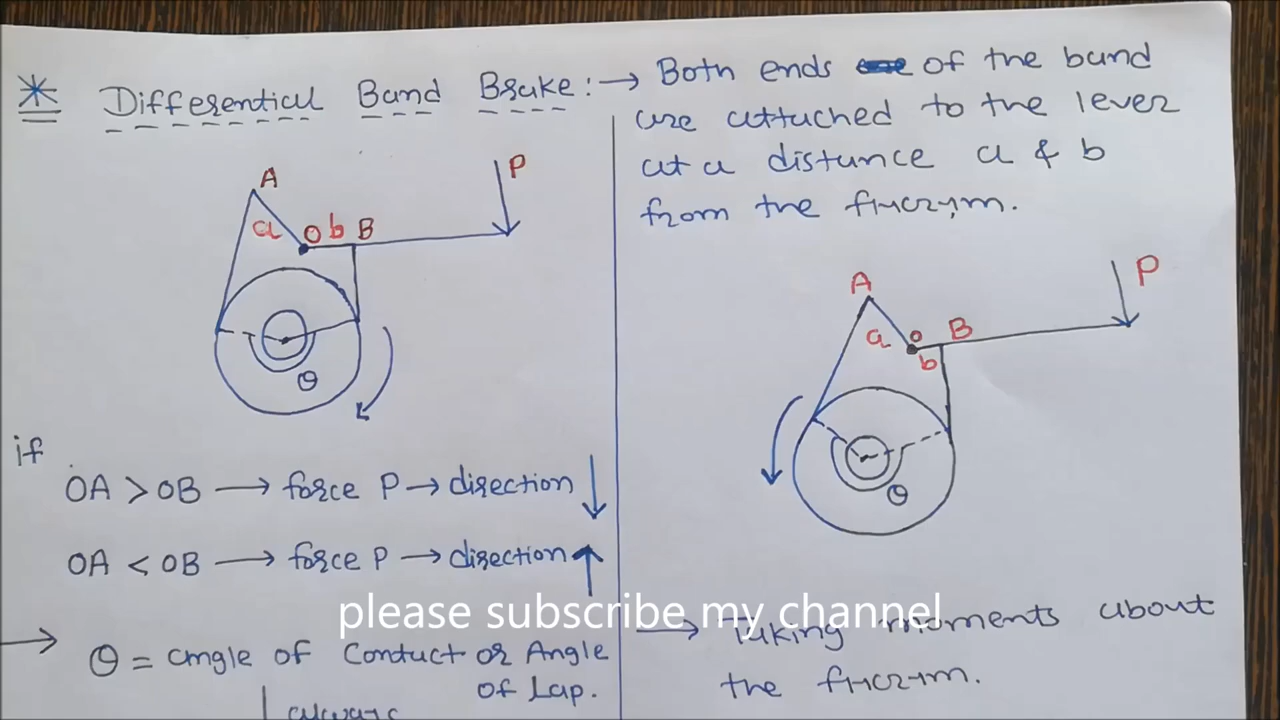 * Differential Band Brake :→ Both ends of the band
are attached to the lever
at a distance a & b
from the fulcrum.
A
P
a O b B
θ
if
OA > OB → force P → direction ↓
OA < OB → force P → direction ↑
→ θ = angle of Contact or Angle
of Lap.
always
A
P
a O B
b
θ
→ Taking moments about
the fulcrum.
please subscribe my channel